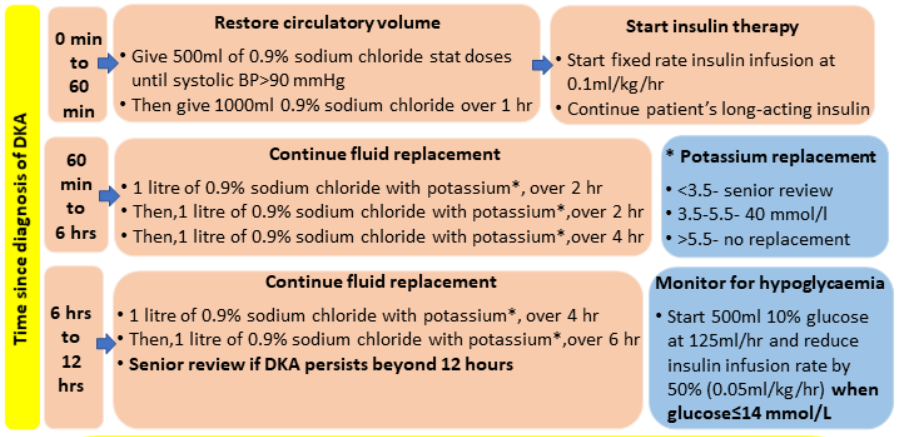 Time since diagnosis of DKA
0 min
to
60
min
Restore circulatory volume
• Give 500ml of 0.9% sodium chloride stat doses
until systolic BP>90 mmHg
• Then give 1000ml 0.9% sodium chloride over 1 hr
Start insulin therapy
• Start fixed rate insulin infusion at
0.1ml/kg/hr
• Continue patient's long-acting insulin
60
min
to
6 hrs
Continue fluid replacement
• 1 litre of 0.9% sodium chloride with potassium*, over 2 hr
• Then,1 litre of 0.9% sodium chloride with potassium*,over 2 hr
• Then,1 litre of 0.9% sodium chloride with potassium*,over 4 hr
* Potassium replacement
• <3.5- senior review
• 3.5-5.5- 40 mmol/l
• >5.5- no replacement
6 hrs
to
12
hrs
Continue fluid replacement
• 1 litre of 0.9% sodium chloride with potassium*, over 4 hr
• Then,1 litre of 0.9% sodium chloride with potassium*,over 6 hr
• Senior review if DKA persists beyond 12 hours
Monitor for hypoglycaemia
• Start 500ml 10% glucose
at 125ml/hr and reduce
insulin infusion rate by
50% (0.05ml/kg/hr) when
glucose≤14 mmol/L